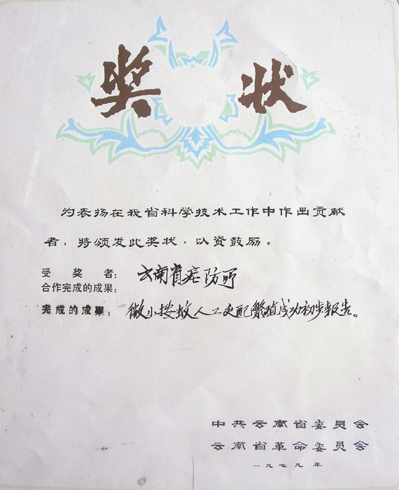 奖状
为表扬在我省科学技术工作中作出贡献
者，特颁发此奖状，以资鼓励。
受奖者：云南省疟防所
合作完成的成果：
完成的成果：微小按蚊人工交配繁殖成功初步报告。
中共云南省委员会
云南省革命委员会
一九七九年